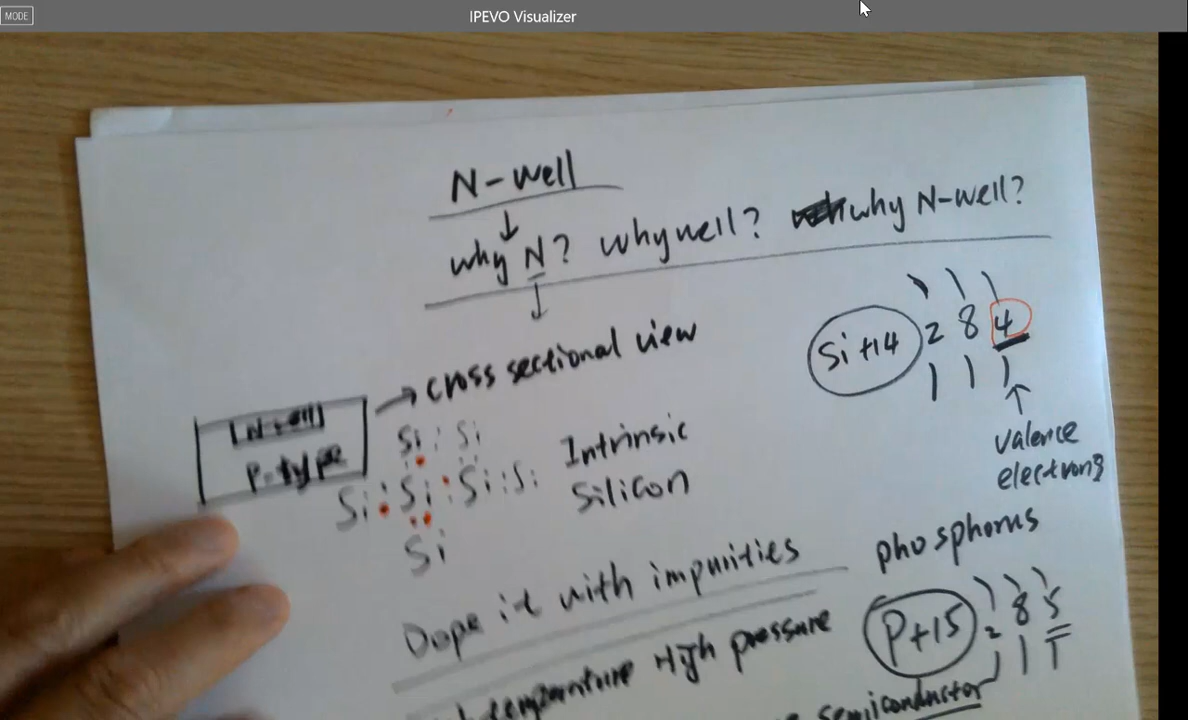 MODE
IPEVO Visualizer
N-well
why N? why well? why N-well?
Si +14 2 8 4
valence
electrons
cross sectional view
N-well
P-type
Si : Si
Si : Si : Si : Si :
Si
Intrinsic
Silicon
Dope it with impurities
phosphorus
P+15 2 8 5
temperature High pressure
semiconductor